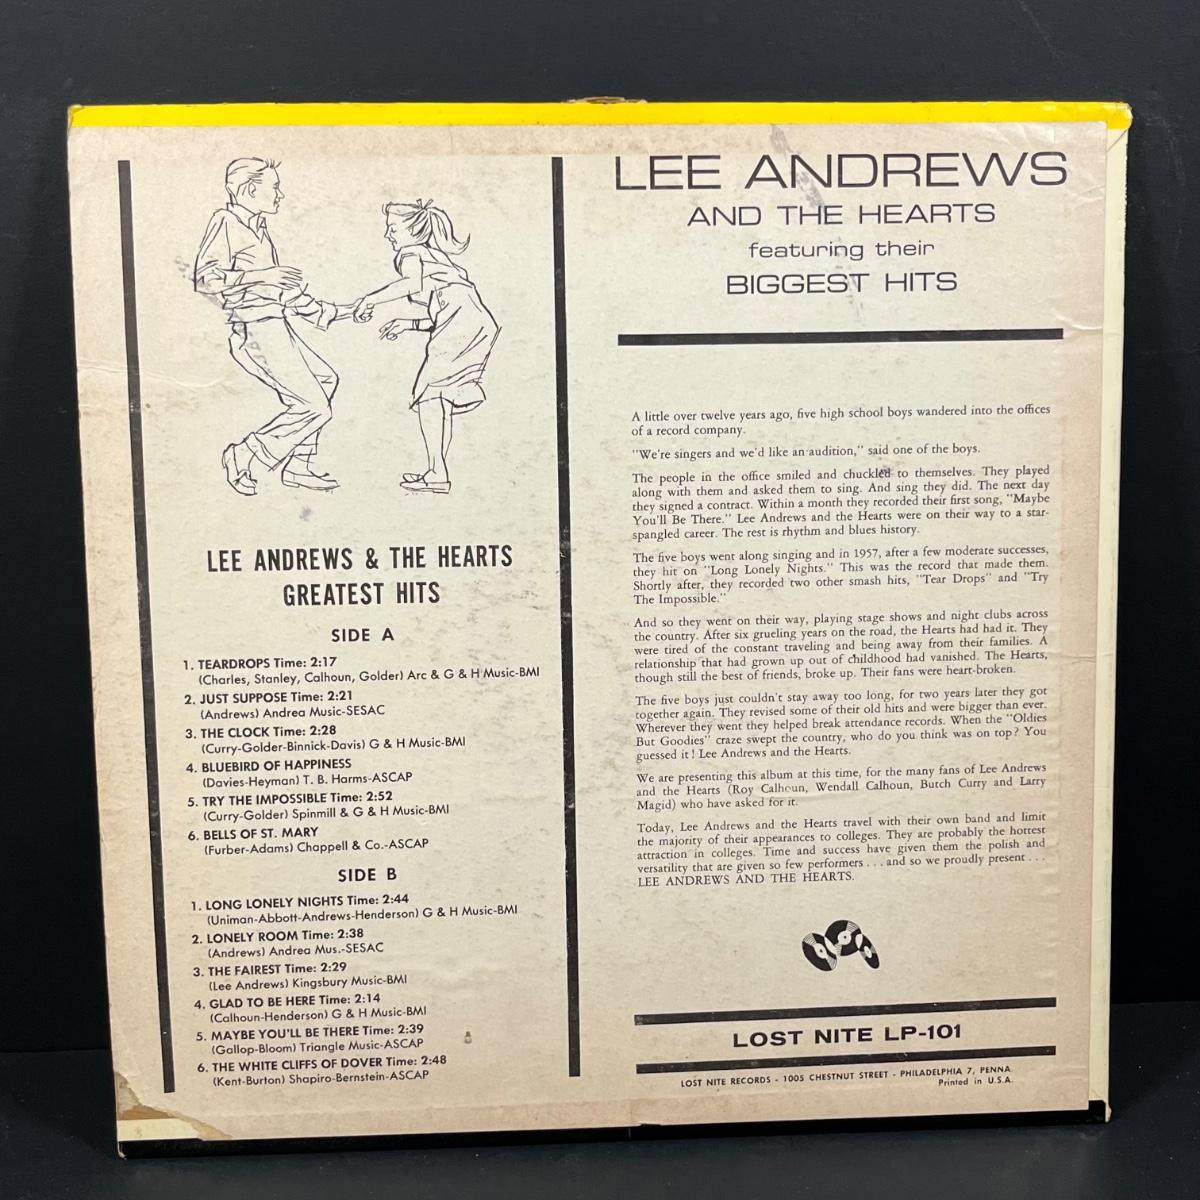 LEE ANDREWS & THE HEARTS
GREATEST HITS
SIDE A
1. TEARDROPS Time: 2:17
(Charles, Stanley, Calhoun, Golder) Arc & G & H Music-BMI
2. JUST SUPPOSE Time: 2:21
(Andrews) Andrea Music-SESAC
3. THE CLOCK Time: 2:28
(Curry-Golder-Binnick-Davis) G & H Music-BMI
4. BLUEBIRD OF HAPPINESS
(Davies-Heyman) T. B. Harms-ASCAP
5. TRY THE IMPOSSIBLE Time: 2:52
(Curry-Golder) Spinmill & G & H Music-BMI
6. BELLS OF ST. MARY
(Furber-Adams) Chappell & Co.-ASCAP
SIDE B
1. LONG LONELY NIGHTS Time: 2:44
(Uniman-Abbott-Andrews-Henderson) G & H Music-BMI
2. LONELY ROOM Time: 2:38
(Andrews) Andrea Mus.-SESAC
3. THE FAIREST Time: 2:29
(Lee Andrews) Kingsbury Music-BMI
4. GLAD TO BE HERE Time: 2:14
(Calhoun-Henderson) G & H Music-BMI
5. MAYBE YOU'LL BE THERE Time: 2:39
(Gallop-Bloom) Triangle Music-ASCAP
6. THE WHITE CLIFFS OF DOVER Time: 2:48
(Kent-Burton) Shapiro-Bernstein-ASCAP
LEE ANDREWS
AND THE HEARTS
featuring their
BIGGEST HITS
A little over twelve years ago, five high school boys wandered into the offices
of a record company.
"We're singers and we'd like an audition," said one of the boys.
The people in the office smiled and chuckled to themselves. They played
along with them and asked them to sing. And sing they did. The next day
they signed a contract. Within a month they recorded their first song, "Maybe
You'll Be There." Lee Andrews and the Hearts were on their way to a star-
spangled career. The rest is rhythm and blues history.
The five boys went along singing and in 1957, after a few moderate successes,
they hit on "Long Lonely Nights." This was the record that made them.
Shortly after, they recorded two other smash hits, "Tear Drops" and "Try
The Impossible."
And so they went on their way, playing stage shows and night clubs across
the country. After six grueling years on the road, the Hearts had had it. They
were tired of the constant traveling and being away from their families. A
relationship that had grown up out of childhood had vanished. The Hearts,
though still the best of friends, broke up. Their fans were heart-broken.
The five boys just couldn't stay away too long, for two years later they got
together again. They revised some of their old hits and were bigger than ever.
Wherever they went they helped break attendance records. When the "Oldies
But Goodies" craze swept the country, who do you think was on top? You
guessed it! Lee Andrews and the Hearts.
We are presenting this album at this time, for the many fans of Lee Andrews
and the Hearts (Roy Calhoun, Wendall Calhoun, Butch Curry and Larry
Magid) who have asked for it.
Today, Lee Andrews and the Hearts travel with their own band and limit
the majority of their appearances to colleges. They are probably the hottest
attraction in colleges. Time and success have given them the polish and
versatility that are given so few performers . . . and so we proudly present . . .
LEE ANDREWS AND THE HEARTS.
LOST NITE LP-101
LOST NITE RECORDS - 1005 CHESTNUT STREET - PHILADELPHIA 7, PENNA.
Printed in U.S.A.